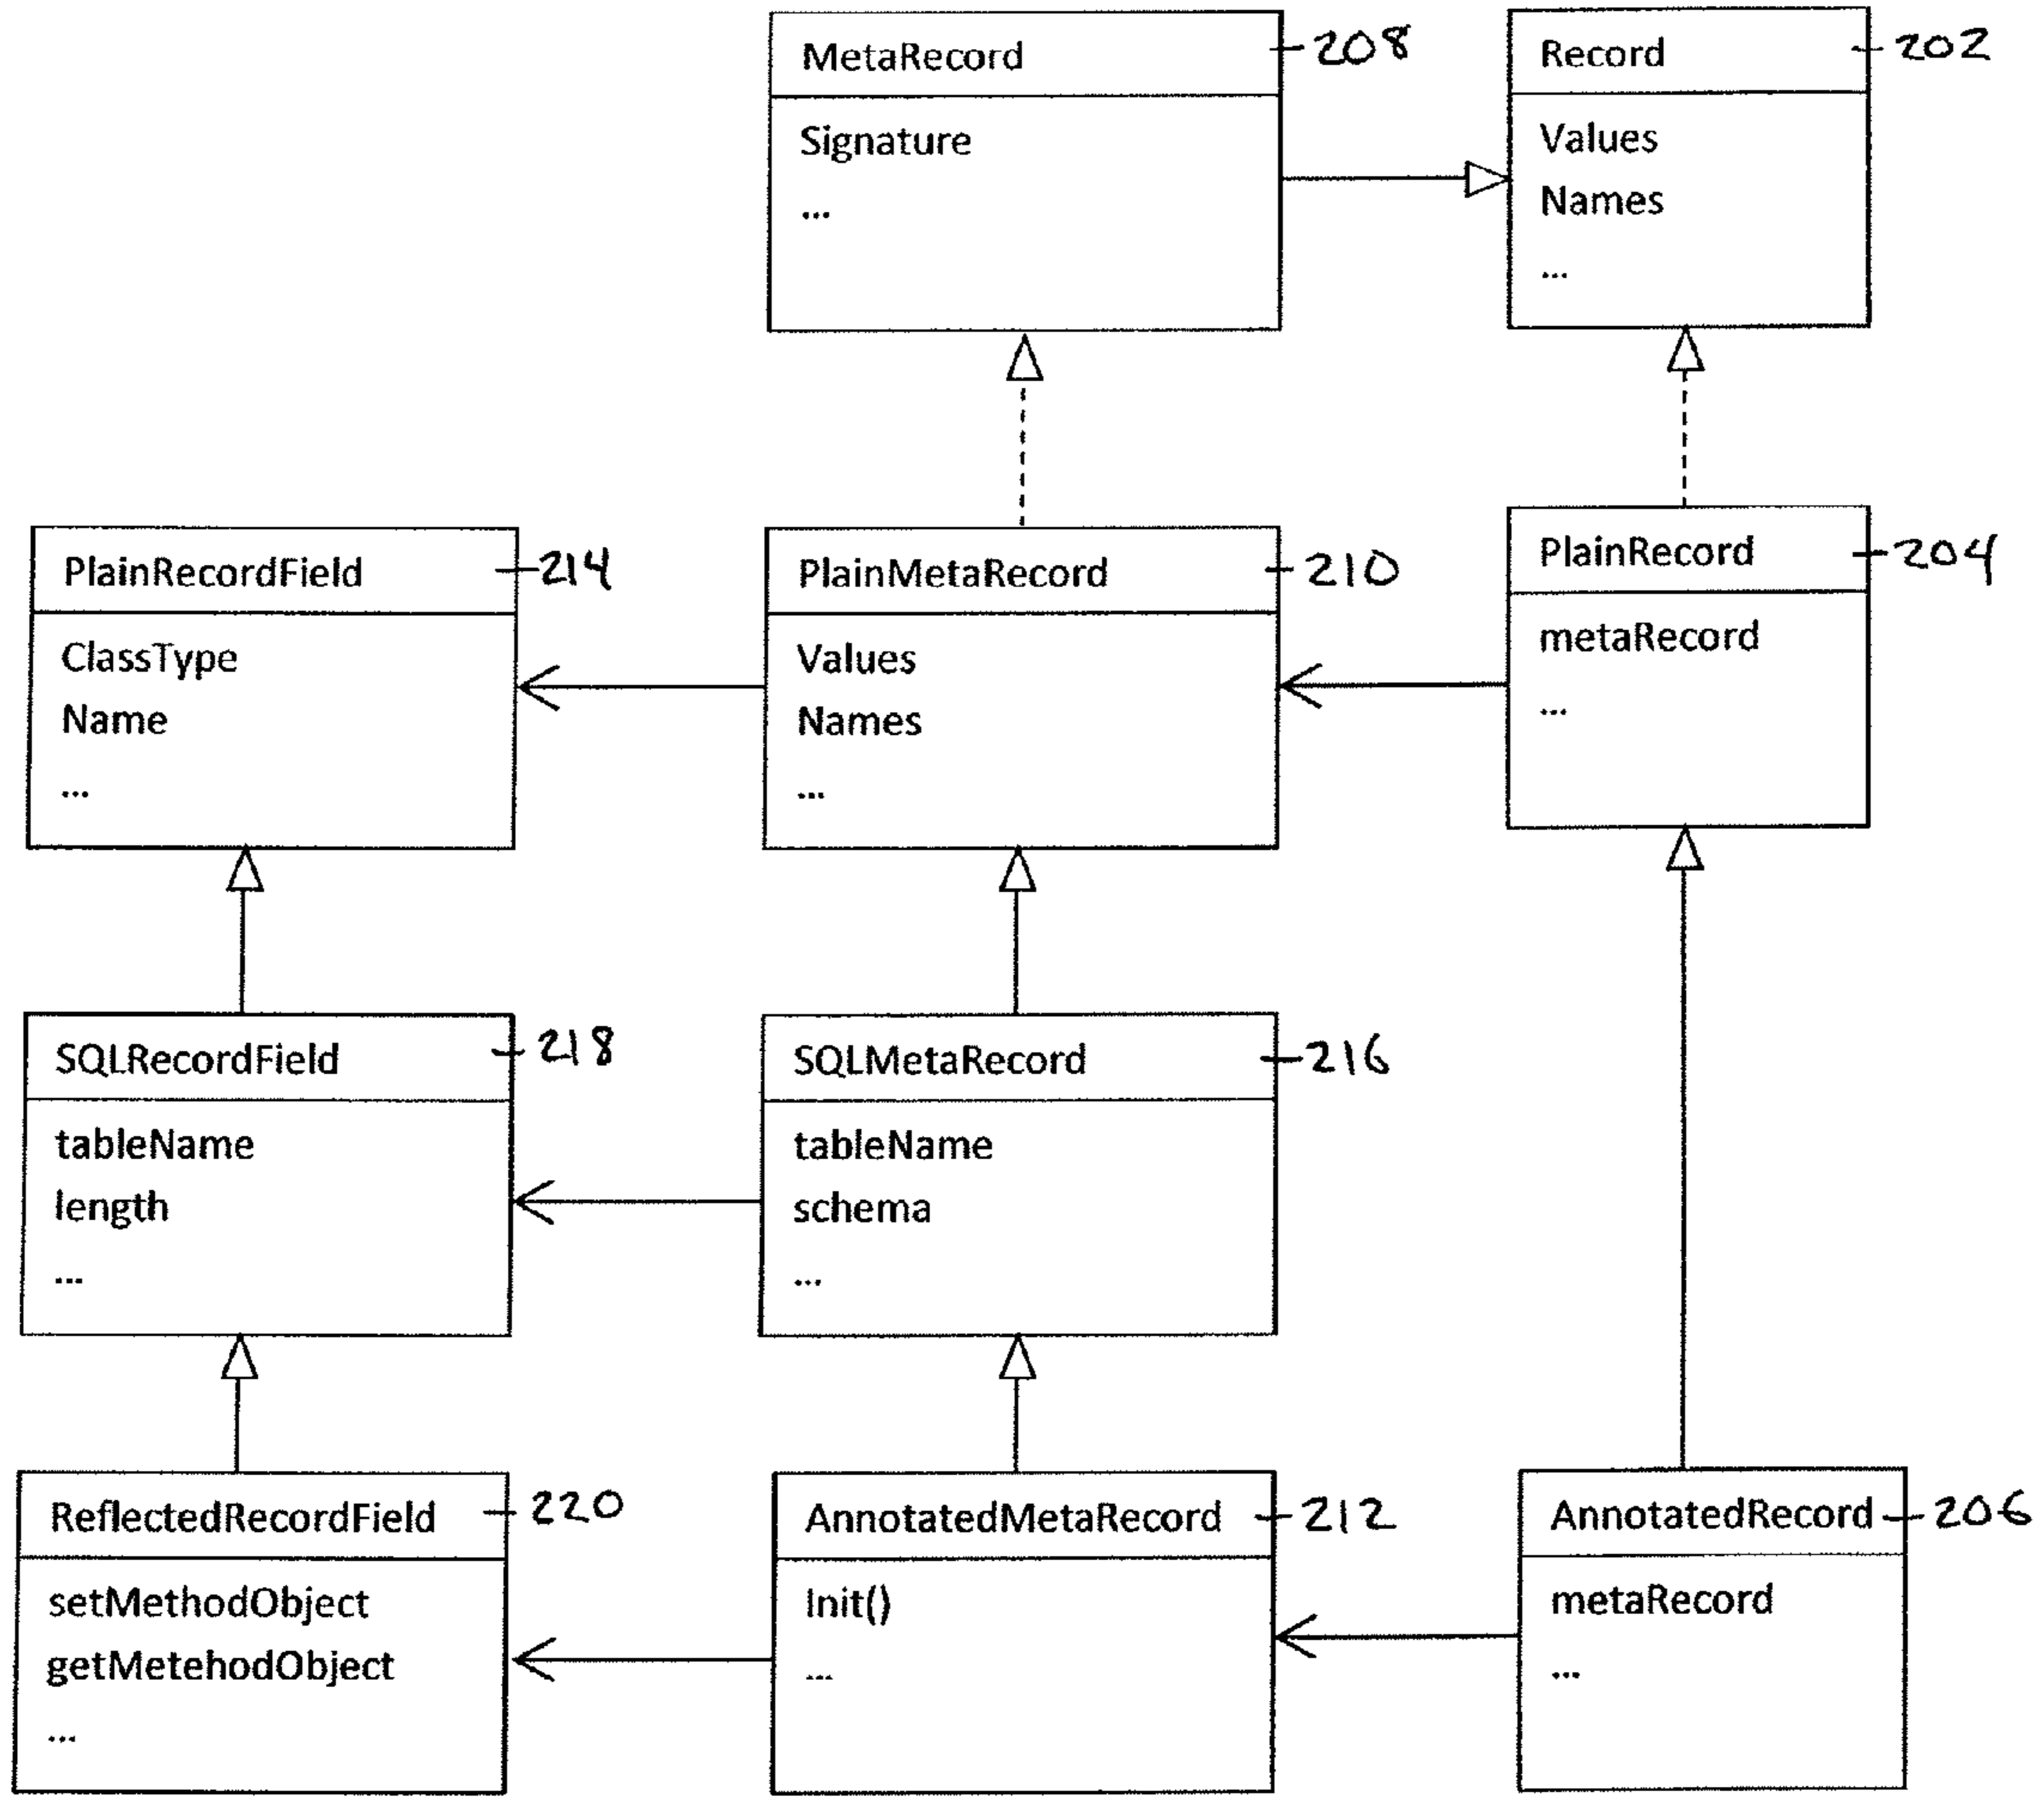 MetaRecord
208
Signature
...
Record
202
Values
Names
...
PlainRecordField
214
ClassType
Name
...
PlainMetaRecord
210
Values
Names
...
PlainRecord
204
metaRecord
...
SQLRecordField
218
tableName
length
...
SQLMetaRecord
216
tableName
schema
...
ReflectedRecordField
220
setMethodObject
getMetehodObject
...
AnnotatedMetaRecord
212
Init()
...
AnnotatedRecord
206
metaRecord
...